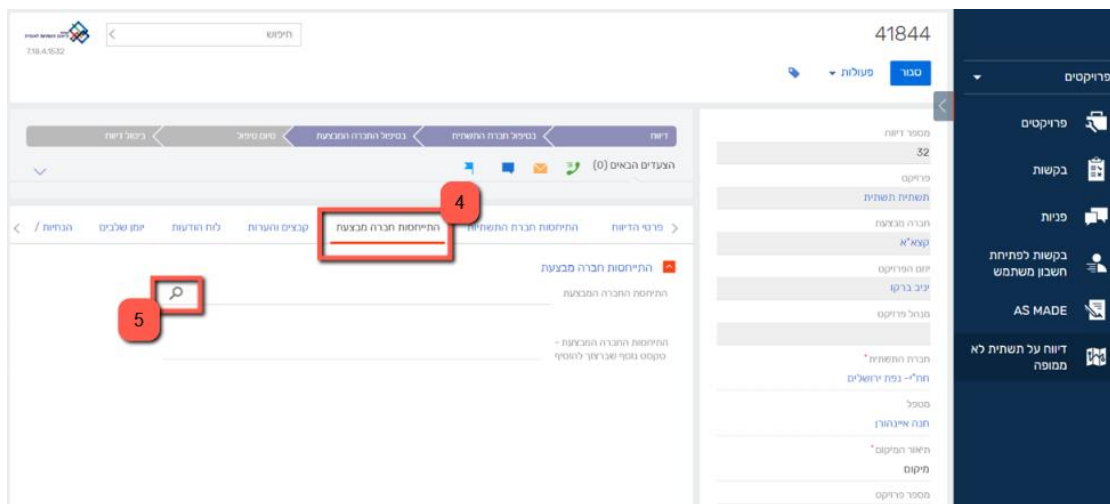 41844
חיפוש
7.18.4.1532
סגור
פעולות
פרויקטים
פרויקטים
בקשות
פניות
בקשות לפתיחת
חשבון משתמש
AS MADE
דיווח על תשתית לא
ממופה
מספר דיווח
32
פרויקט
תשתית תשתית
חברה מבצעת
קצא"א
יזם הפרויקט
יניב ברקו
מנהל פרויקט
חברת התשתית*
חח"י- נפת ירושלים
מטפל
חנה איינהורן
תיאור המיקום*
מיקום
מספר פרויקט
דיווח
בטיפול חברת התשתית
בטיפול החברה המבצעת
סיום טיפול
ביטול דיווח
הצעדים הבאים (0)
4
פרטי הדיווח
התייחסות חברת התשתיות
התייחסות חברה מבצעת
קבצים והערות
לוח הודעות
יומן שלבים
הנחיות /
התייחסות חברה מבצעת
התיחסות החברה המבצעת
5
התייחסות החברה המבצעת -
טקסט נוסף שברצונך להוסיף